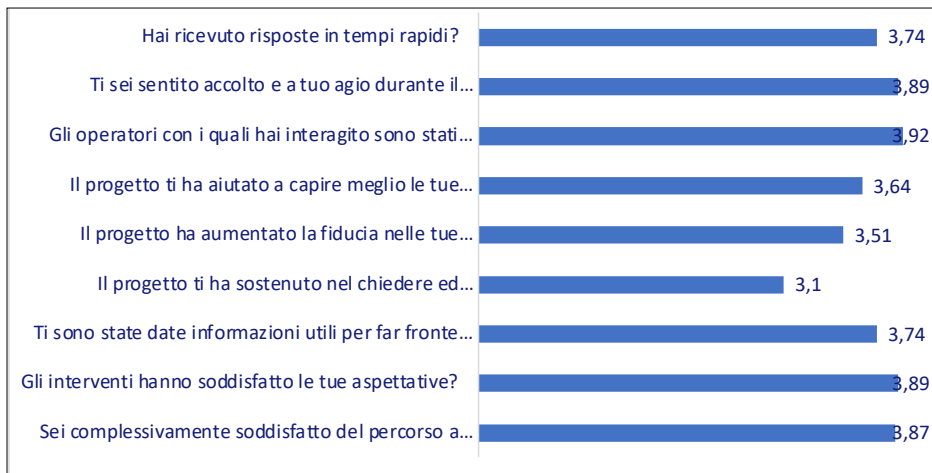 Hai ricevuto risposte in tempi rapidi? 3,74
Ti sei sentito accolto e a tuo agio durante il... 3,89
Gli operatori con i quali hai interagito sono stati... 3,92
Il progetto ti ha aiutato a capire meglio le tue... 3,64
Il progetto ha aumentato la fiducia nelle tue... 3,51
Il progetto ti ha sostenuto nel chiedere ed... 3,1
Ti sono state date informazioni utili per far fronte... 3,74
Gli interventi hanno soddisfatto le tue aspettative? 3,89
Sei complessivamente soddisfatto del percorso a... 3,87